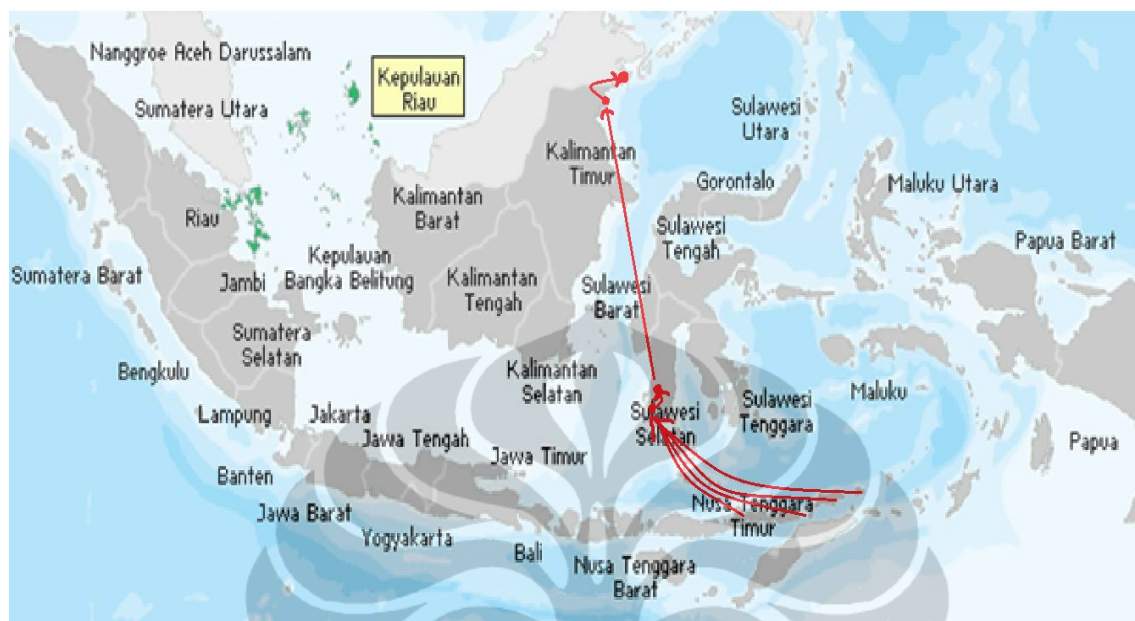 Nanggroe Aceh Darussalam
Kepulauan
Riau
Sumatera Utara
Sulawesi
Utara
Kalimantan
Timur
Gorontalo
Maluku Utara
Kalimantan
Barat
Riau
Sulawesi
Tengah
Papua Barat
Kepulauan
Bangka Belitung
Sumatera Barat
Jambi
Kalimantan
Tengah
Sulawesi
Barat
Sumatera
Selatan
Bengkulu
Kalimantan
Selatan
Maluku
Lampung
Jakarta
Sulawesi
Selatan
Sulawesi
Tenggara
Papua
Jawa Tengah
Jawa Timur
Banten
Nusa Tenggara
Timur
Jawa Barat
Yogyakarta
Bali
Nusa Tenggara
Barat